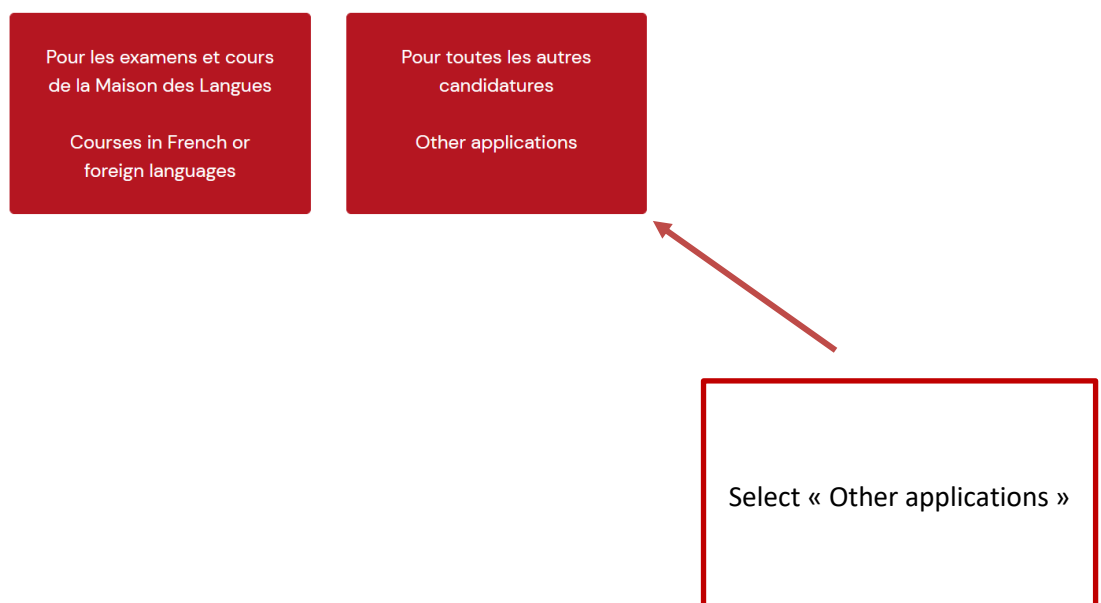 Pour les examens et cours
de la Maison des Langues
Courses in French or
foreign languages
Pour toutes les autres
candidatures
Other applications
Select « Other applications »